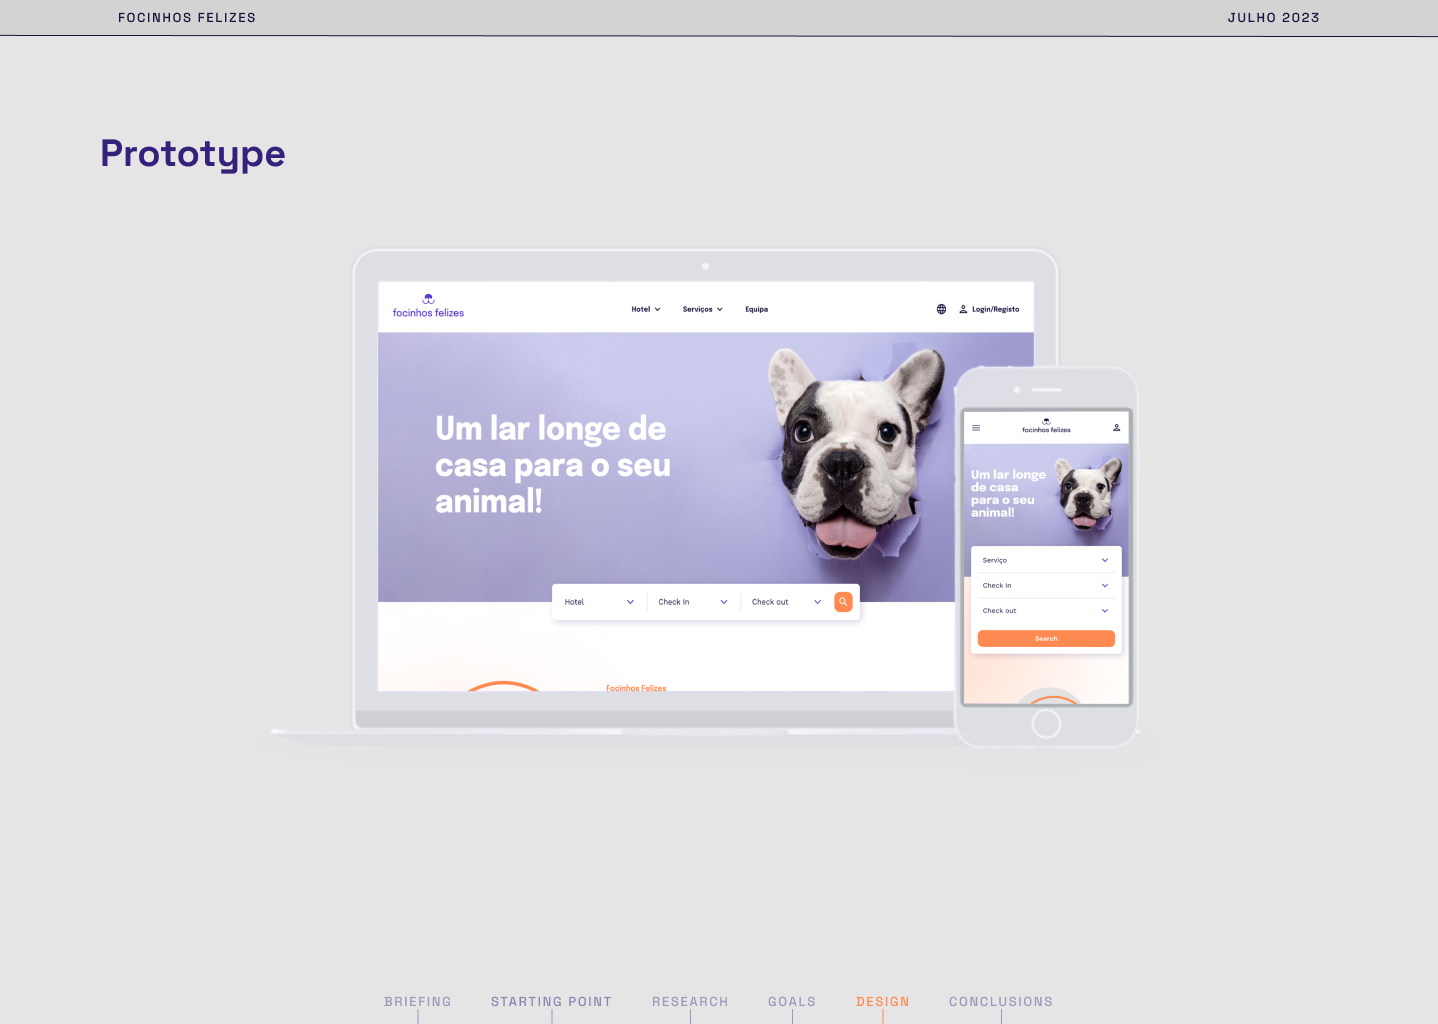 FOCINHOS FELIZES
JULHO 2023
Prototype
focinhos felizes
Hotel
Serviços
Equipa
Login/Registo
Um lar longe de
casa para o seu
animal!
Hotel
Check In
Check out
Focinhos Felizes
focinhos felizes
Um lar longe
de casa
para o seu
animal!
Serviço
Check In
Check out
Search
BRIEFING
STARTING POINT
RESEARCH
GOALS
DESIGN
CONCLUSIONS